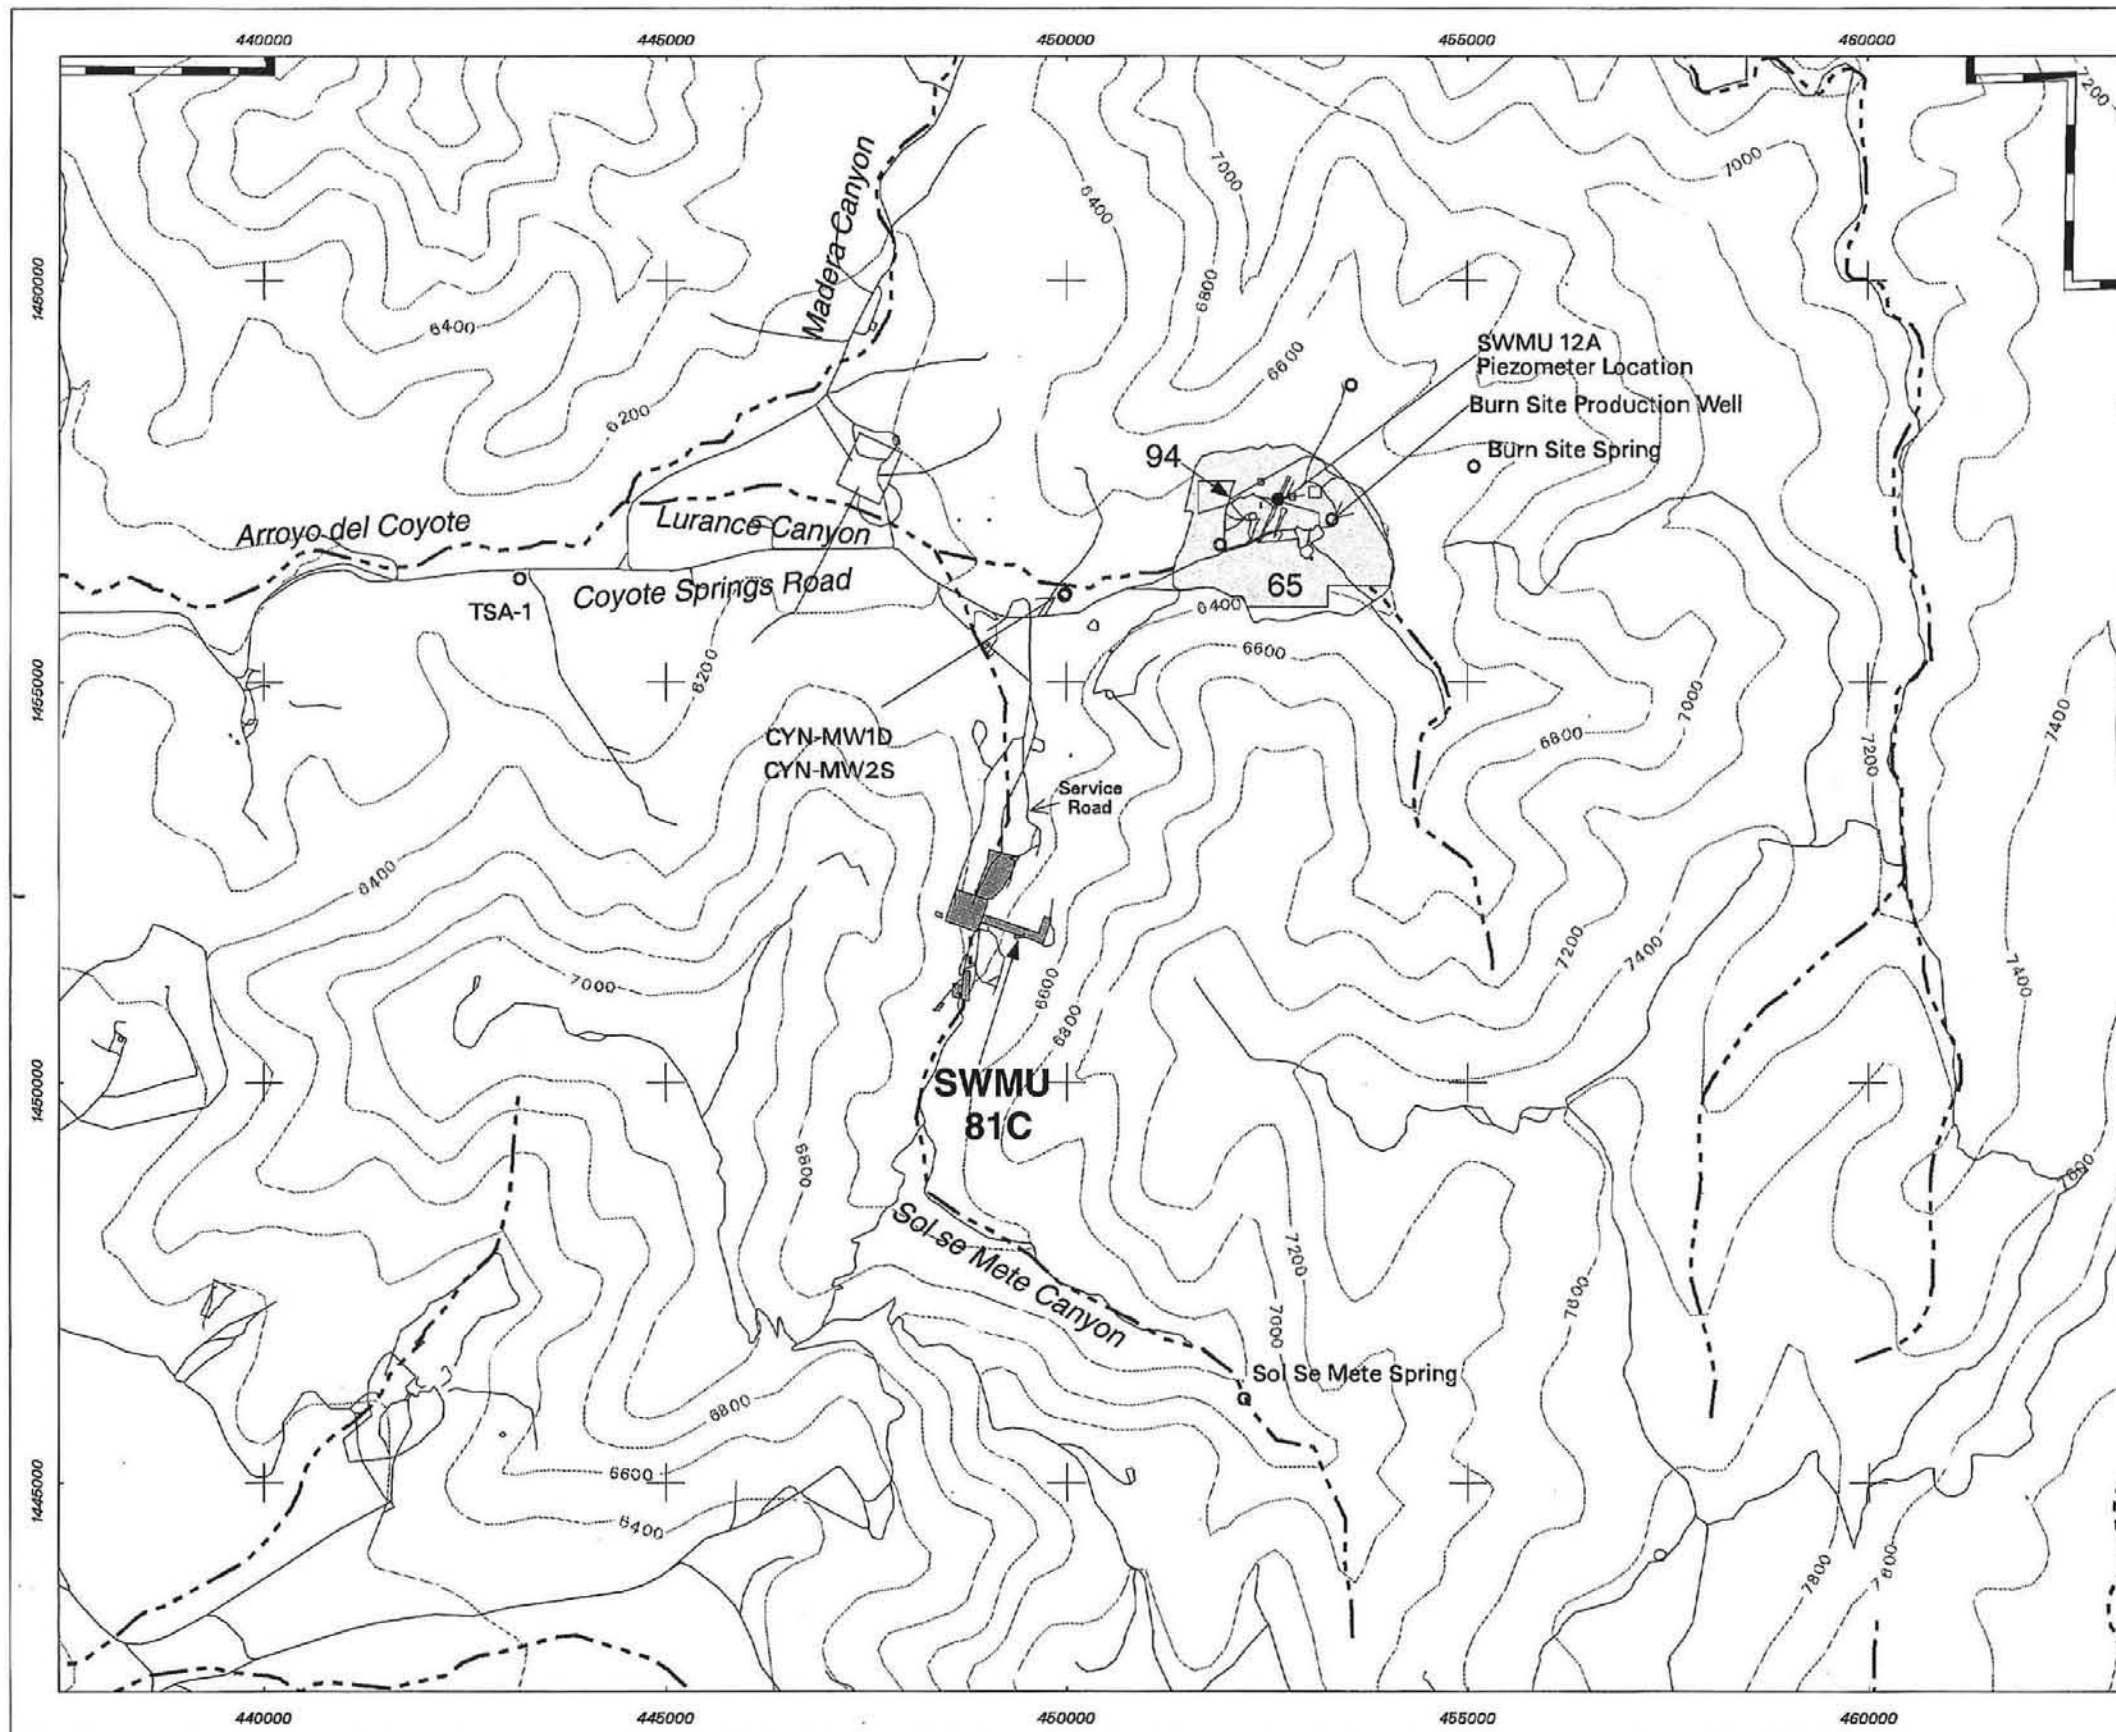 440000
445000
450000
455000
460000
7200
7000
7000
6400
Madera Canyon
1460000
6800
6400
SWMU 12A
Piezometer Location
6600
Burn Site Production Well
6200
Burn Site Spring
94
Arroyo del Coyote
Lurance Canyon
Coyote Springs Road
65
TSA-1
6400
6600
1455000
6200
7000
7400
6800
7200
CYN-MW1D
CYN-MW2S
Service
Road
6400
7000
7200
7400
7400
6600
6800
1450000
SWMU
81C
6800
7600
Sol se Mete Canyon
7200
7000
7600
Sol Se Mete Spring
6800
6600
1445000
6400
7800
7800
440000
445000
450000
455000
460000